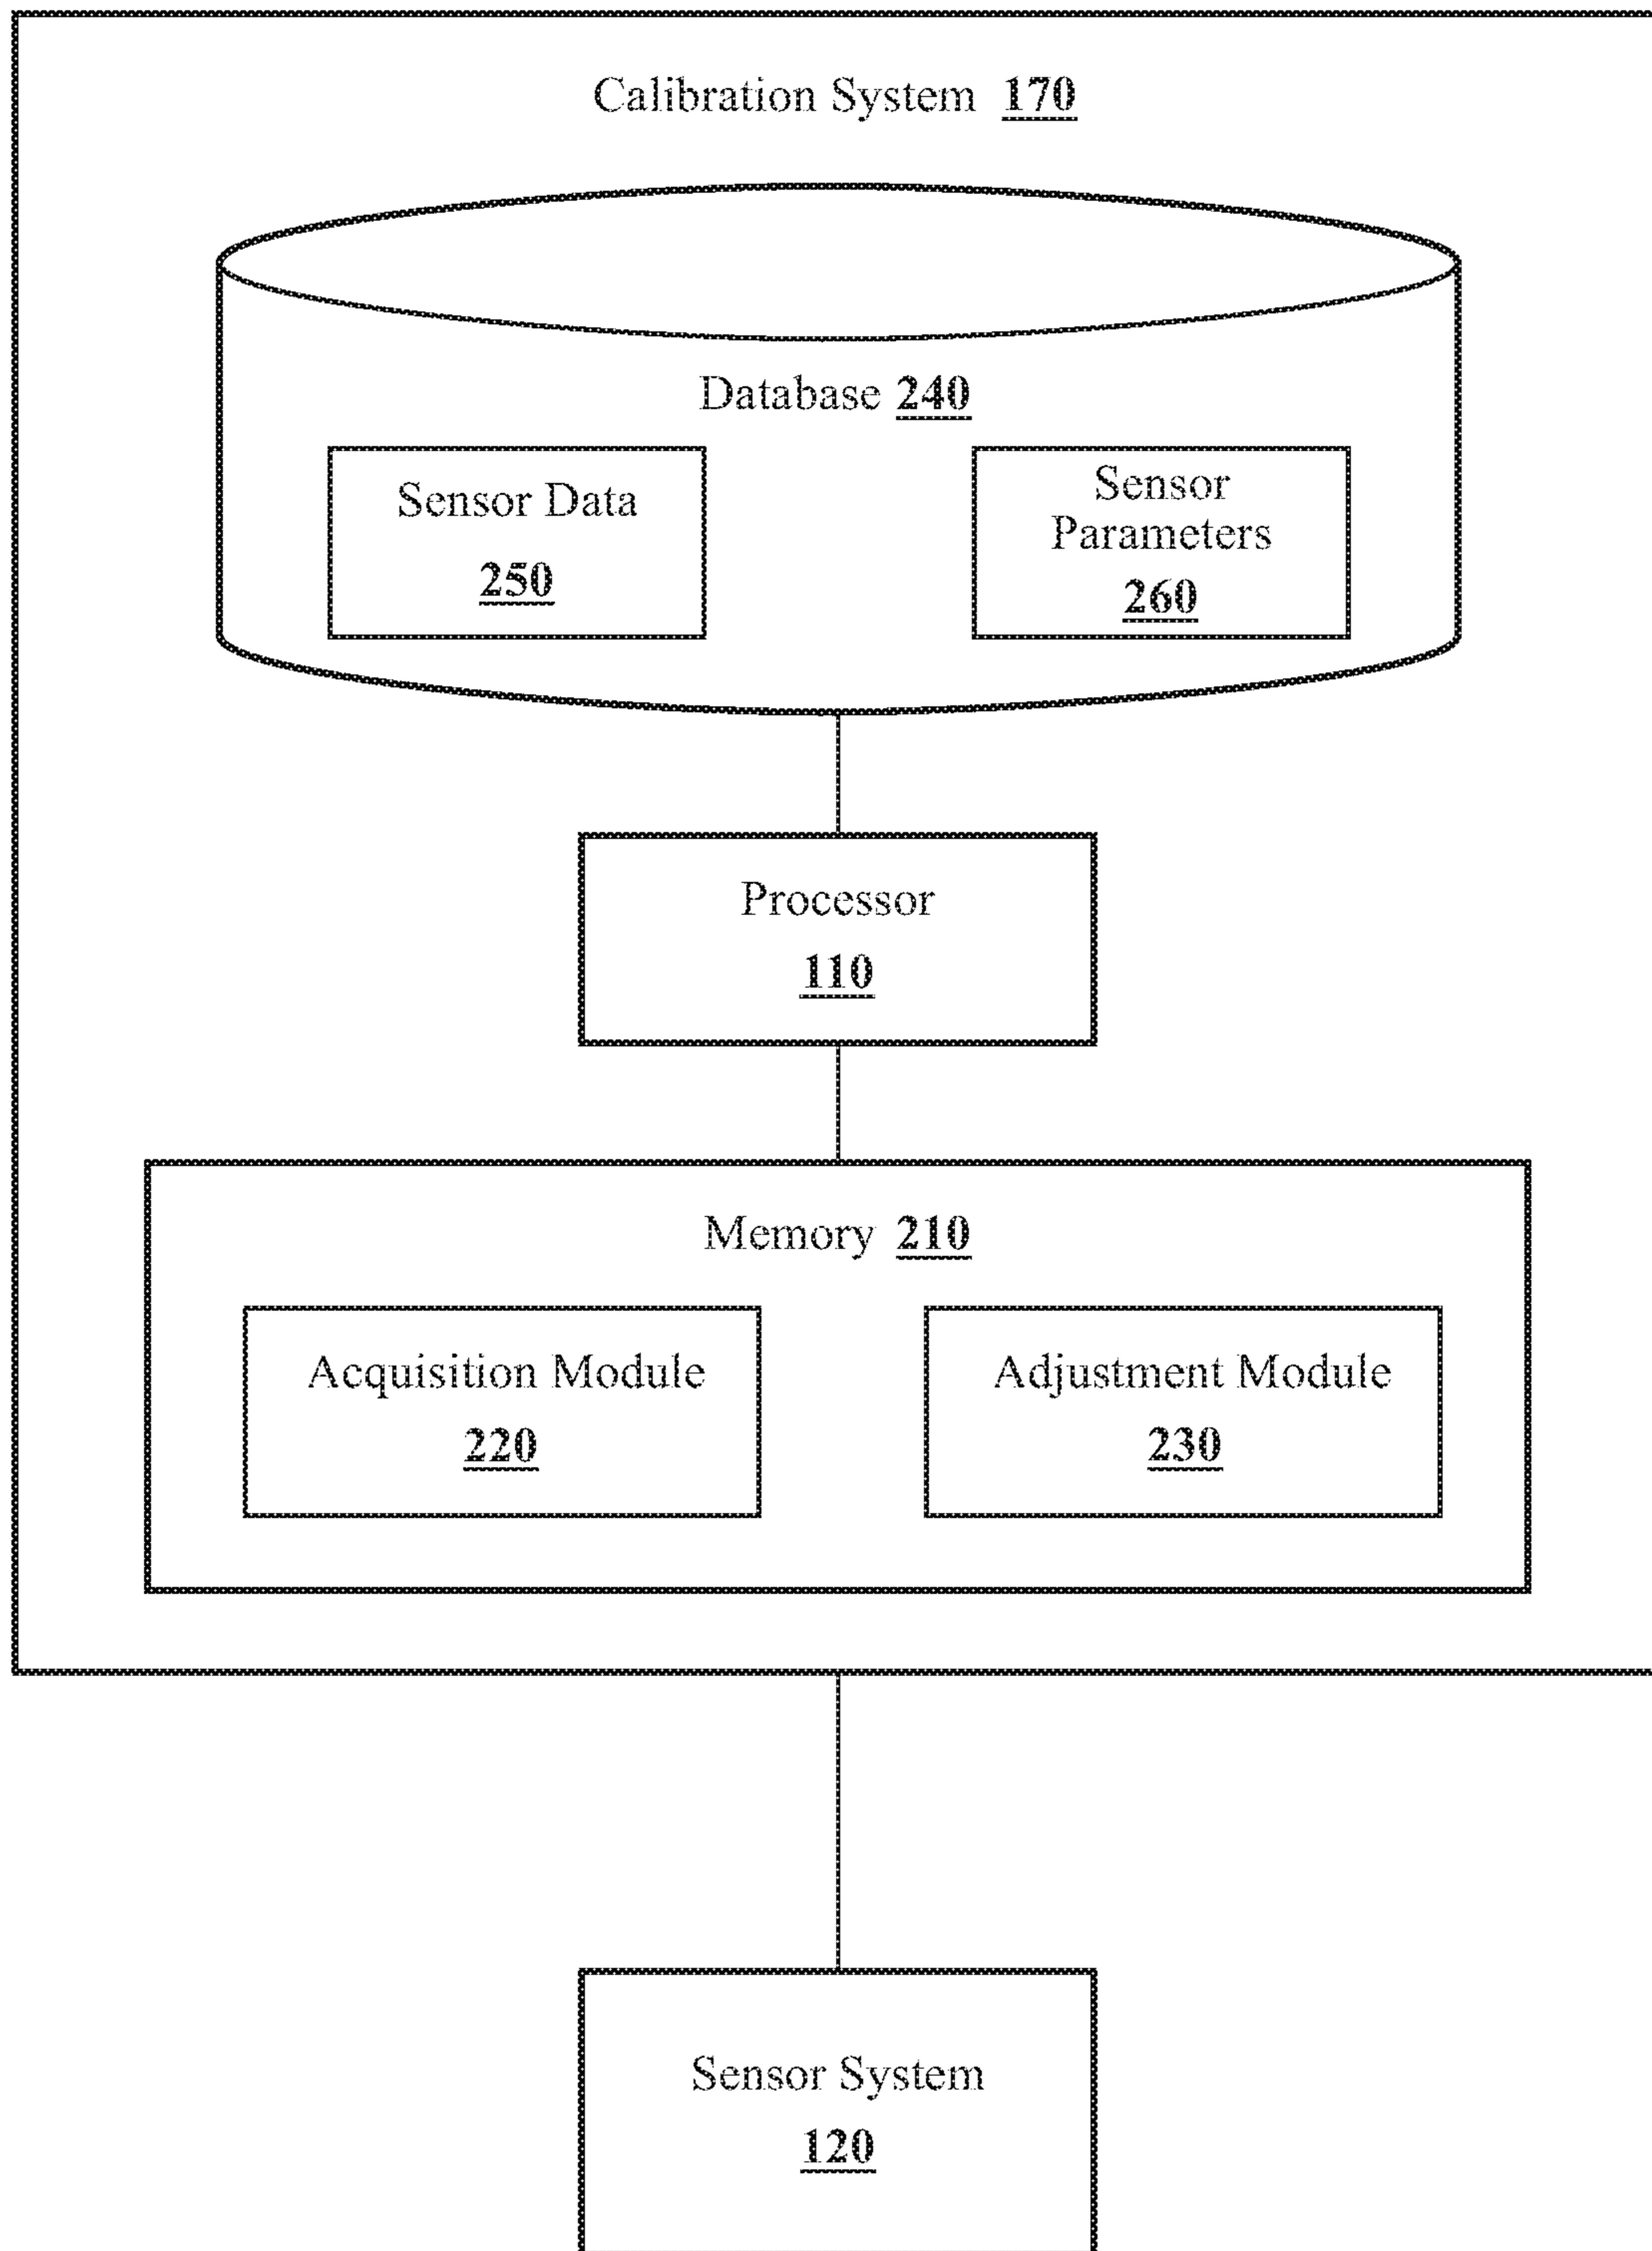 Calibration System 170
Database 240
Sensor Data
250
Sensor
Parameters
260
Processor
110
Memory 210
Acquisition Module
220
Adjustment Module
230
Sensor System
120